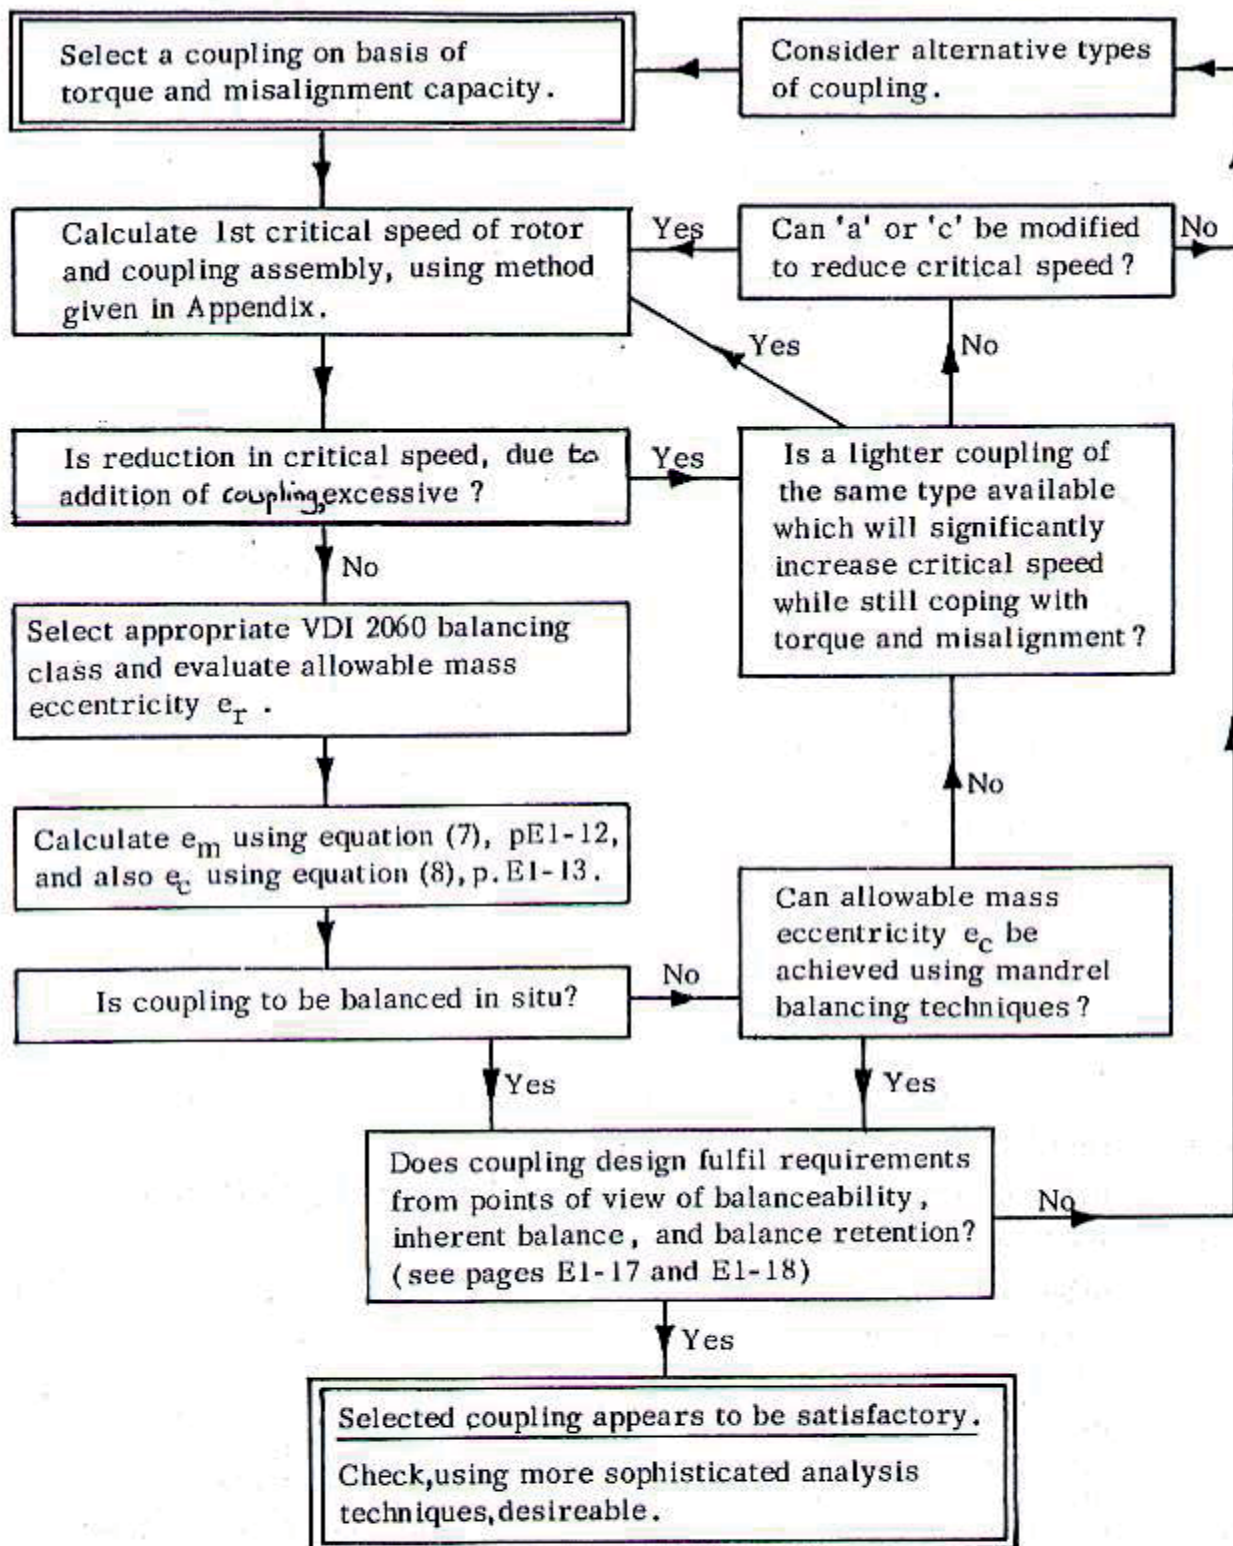 Select a coupling on basis of
torque and misalignment capacity.
Consider alternative types
of coupling.
Calculate 1st critical speed of rotor
and coupling assembly, using method
given in Appendix.
Yes
Can 'a' or 'c' be modified
to reduce critical speed?
No
Yes
No
Is reduction in critical speed, due to
addition of coupling, excessive?
Yes
Is a lighter coupling of
the same type available
which will significantly
increase critical speed
while still coping with
torque and misalignment?
No
Select appropriate VDI 2060 balancing
class and evaluate allowable mass
eccentricity er.
No
Calculate em using equation (7), pE1-12,
and also ec using equation (8), p.E1-13.
Can allowable mass
eccentricity ec be
achieved using mandrel
balancing techniques?
Is coupling to be balanced in situ?
No
Yes
Yes
Does coupling design fulfil requirements
from points of view of balanceability,
inherent balance, and balance retention?
(see pages E1-17 and E1-18)
No
Yes
Selected coupling appears to be satisfactory.
Check,using more sophisticated analysis
techniques,desireable.